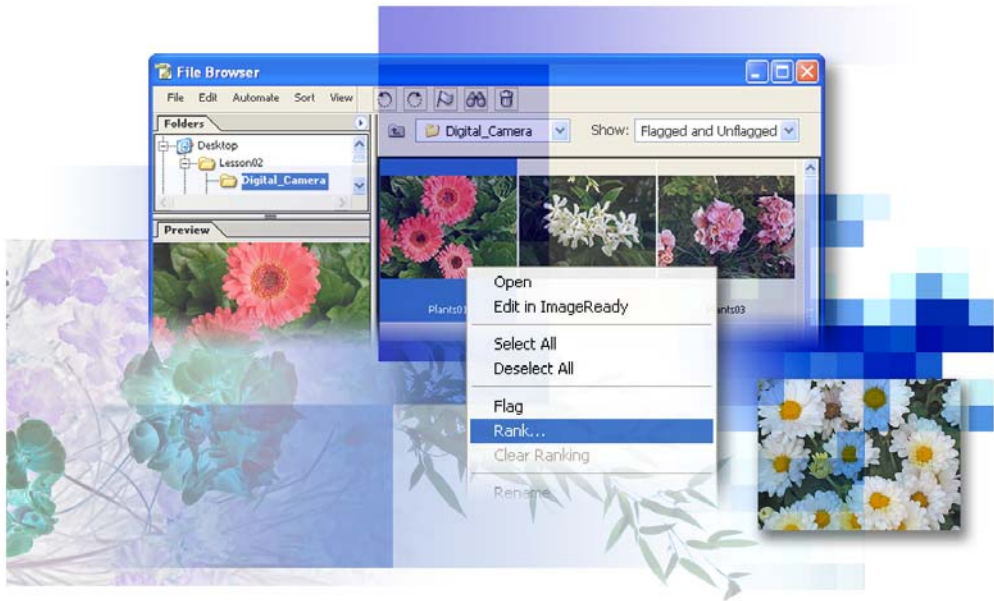 File Browser
File Edit Automate Sort View
Folders
Digital_Camera Show: Flagged and Unflagged
Desktop
Lesson02
Digital_Camera
Preview
Plants01
Plants03
Open
Edit in ImageReady
Select All
Deselect All
Flag
Rank...
Clear Ranking
Rename